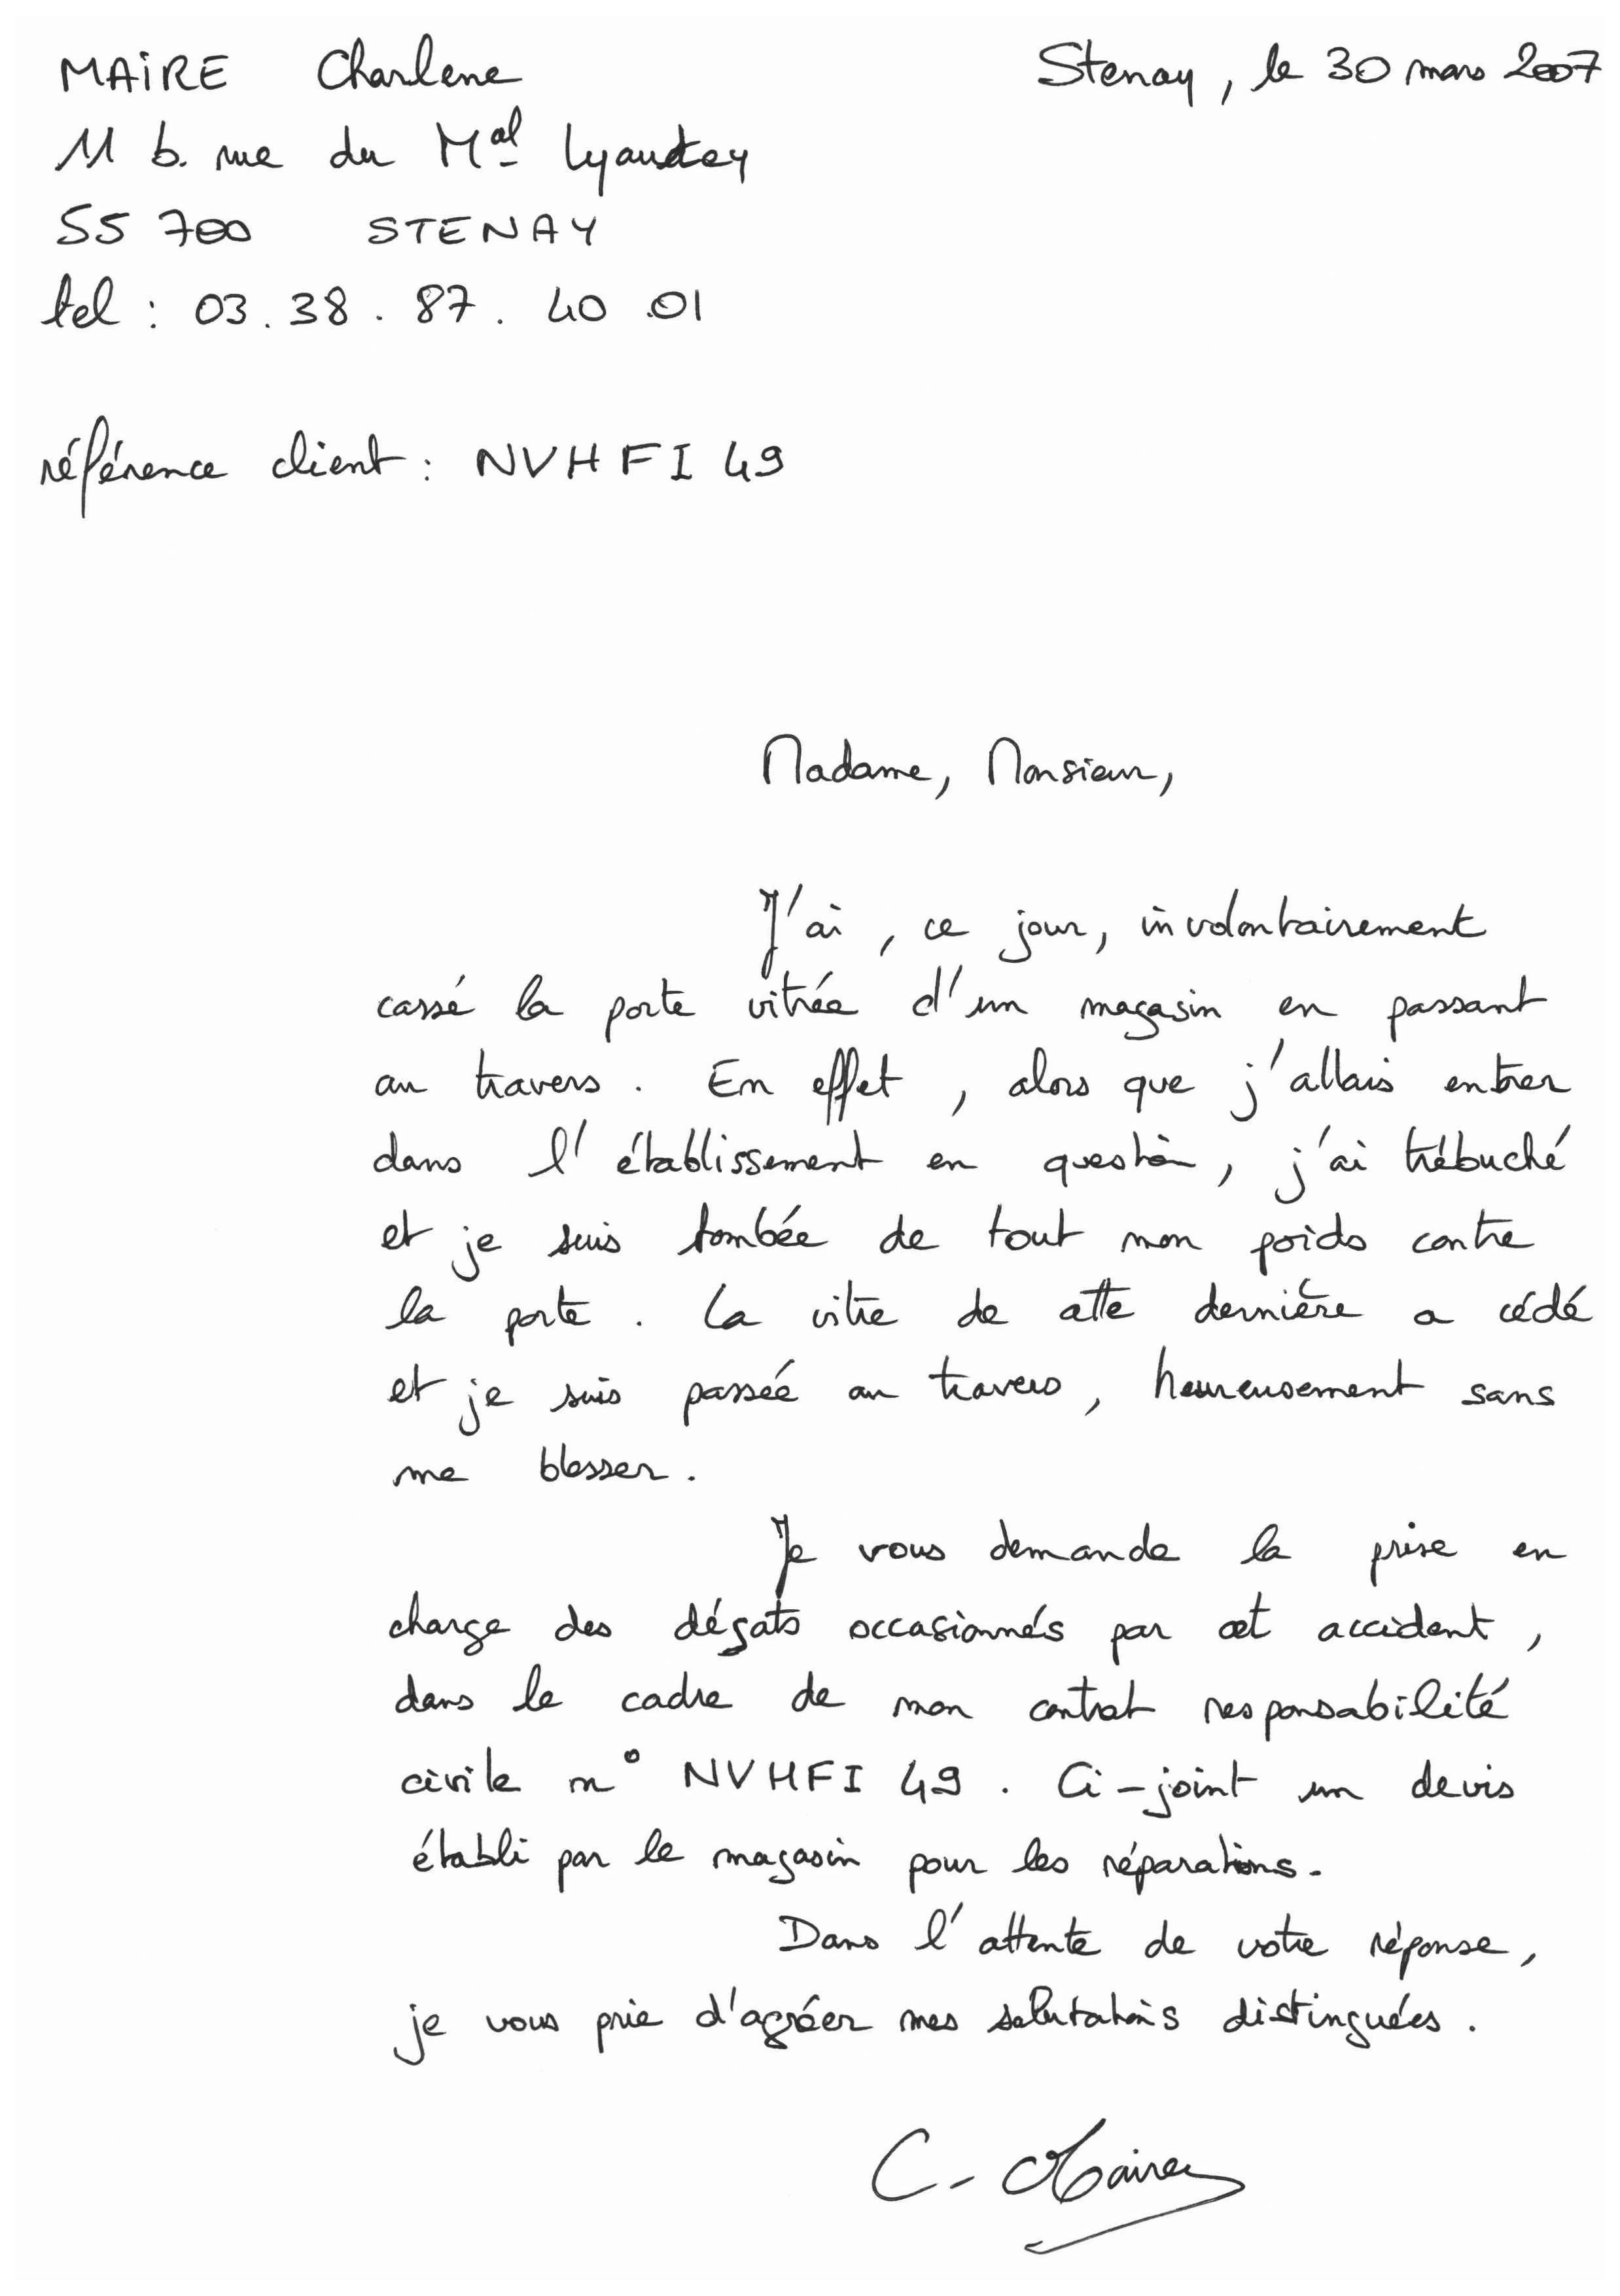 MAIRE Charlene
Stenay, le 30 mars 2007
11 b. rue du Mal Lyautey
55 700 STENAY
tel : 03.38.87.40.01
référence client : NVHFI 49
Madame, Monsieur,
J'ai, ce jour, involontairement
cassé la porte vitrée d'un magasin en passant
au travers. En effet, alors que j'allais entrer
dans l'établissement en question, j'ai trébuché
et je suis tombée de tout mon poids contre
la porte. La vitre de cette dernière a cédé
et je suis passée au travers, heureusement sans
me blesser.
Je vous demande la prise en
charge des dégats occasionnés par cet accident,
dans le cadre de mon contrat responsabilité
civile n° NVHFI 49. Ci-joint un devis
établi par le magasin pour les réparations.
Dans l'attente de votre réponse,
je vous prie d'agréer mes salutations distinguées.
C. Maire